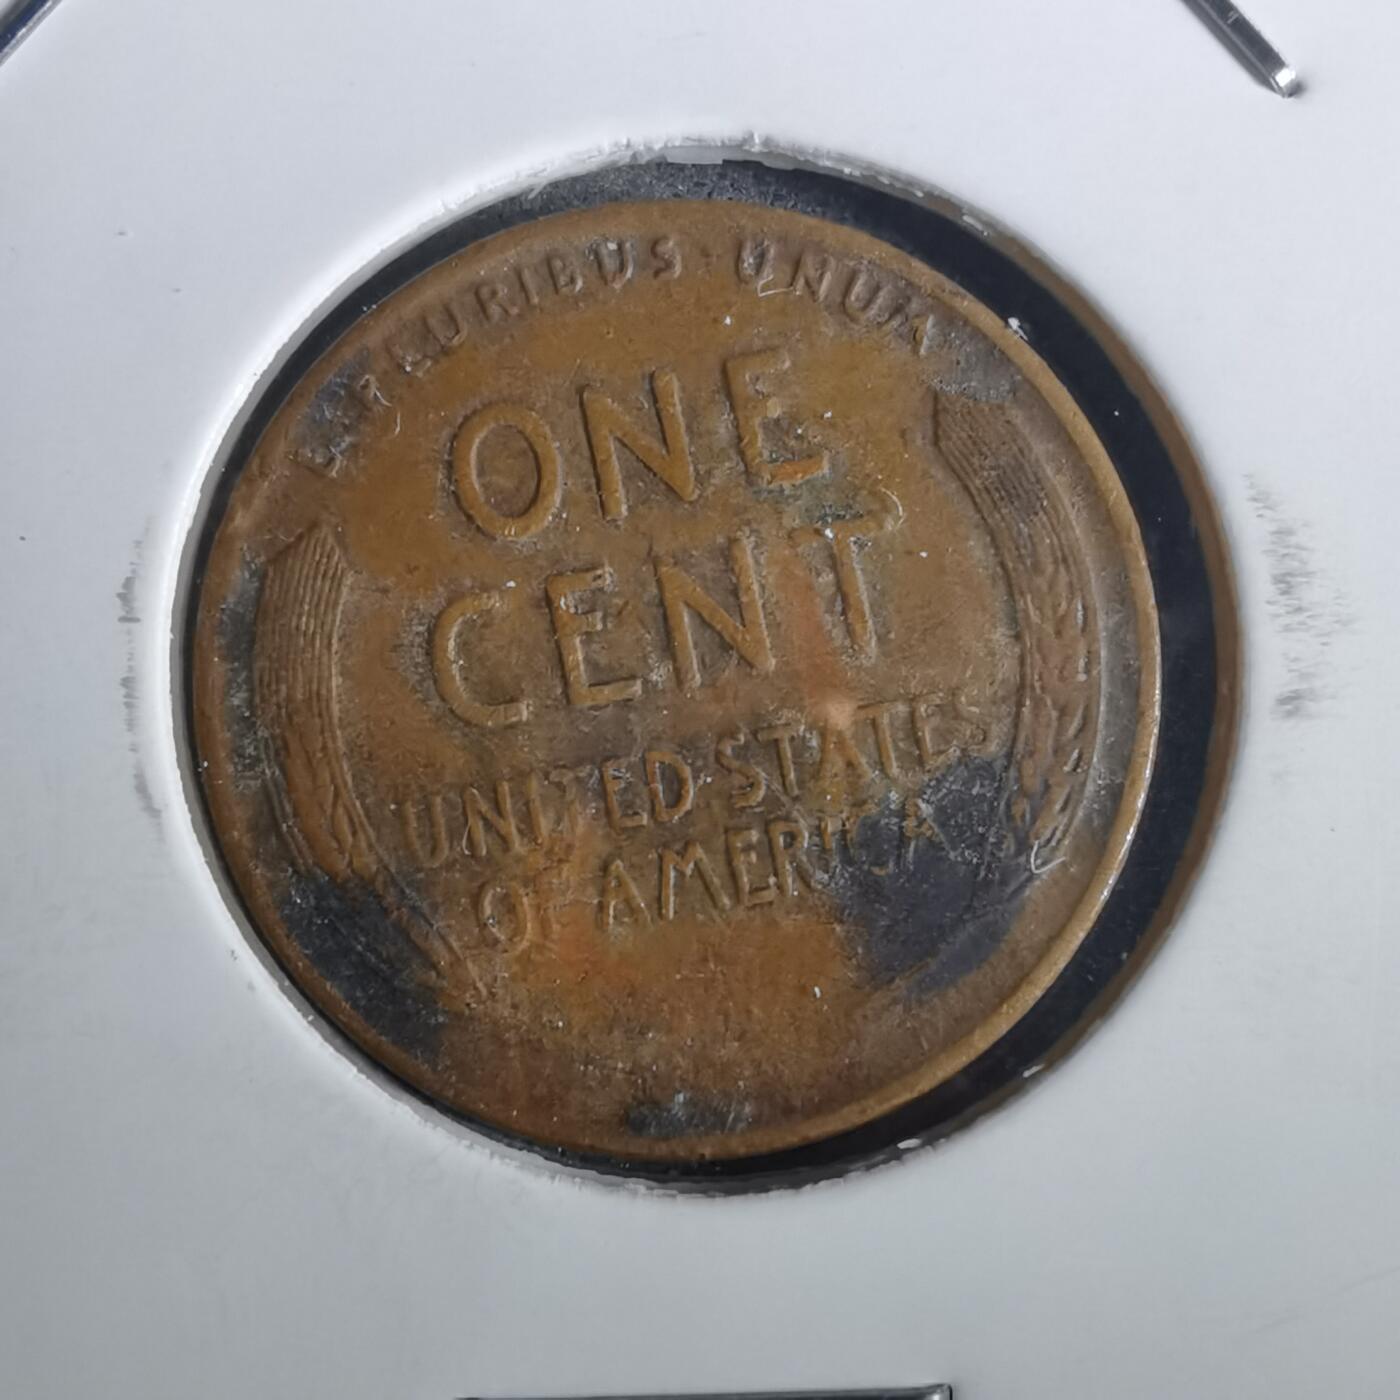 E PLURIBUS · UNUM
ONE
CENT
UNITED STATES
OF AMERICA